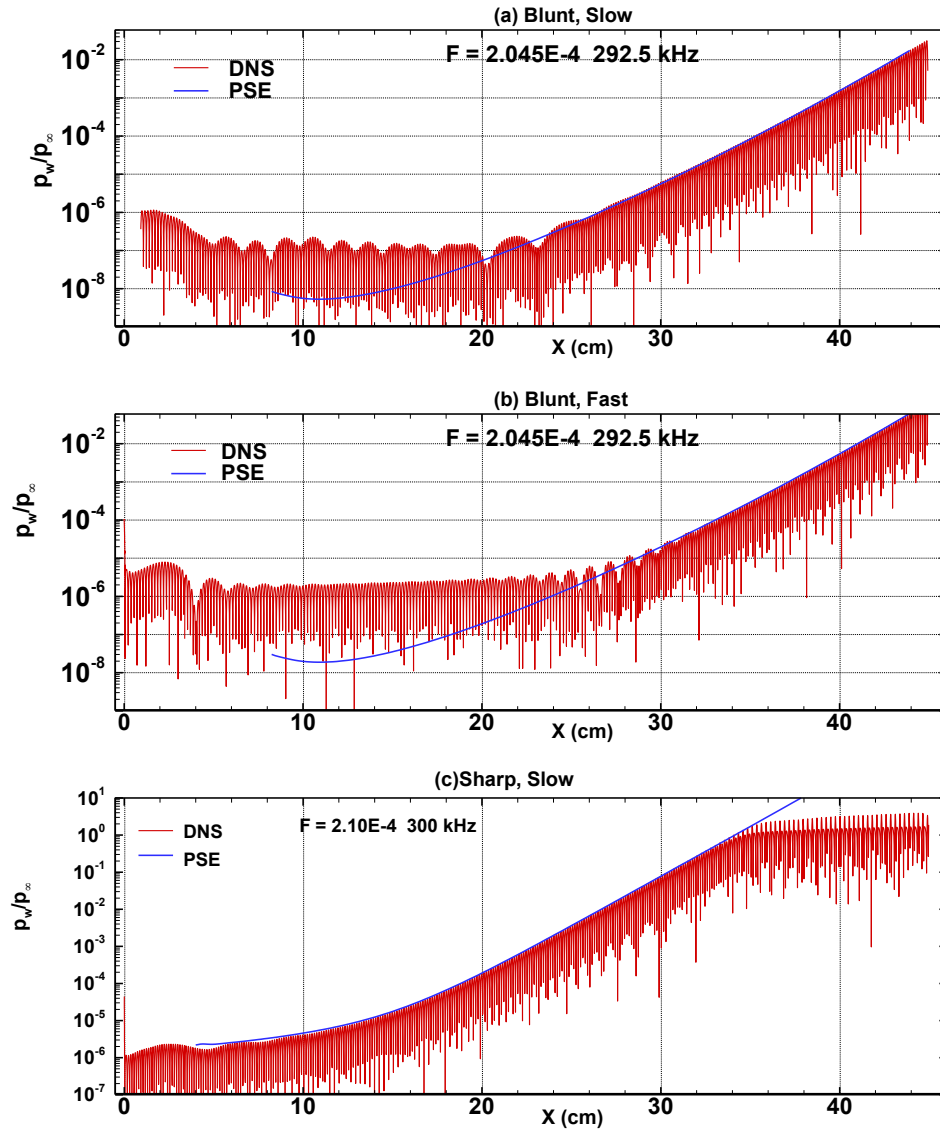 (a) Blunt, Slow
F = 2.045E-4 292.5 kHz
DNS
PSE
p_w/p_∞
10^-2
10^-4
10^-6
10^-8
0 10 20 30 40
X (cm)
(b) Blunt, Fast
F = 2.045E-4 292.5 kHz
DNS
PSE
p_w/p_∞
10^-2
10^-4
10^-6
10^-8
0 10 20 30 40
X (cm)
(c)Sharp, Slow
F = 2.10E-4 300 kHz
DNS
PSE
p_w/p_∞
10^1
10^0
10^-1
10^-2
10^-3
10^-4
10^-5
10^-6
10^-7
0 10 20 30 40
X (cm)